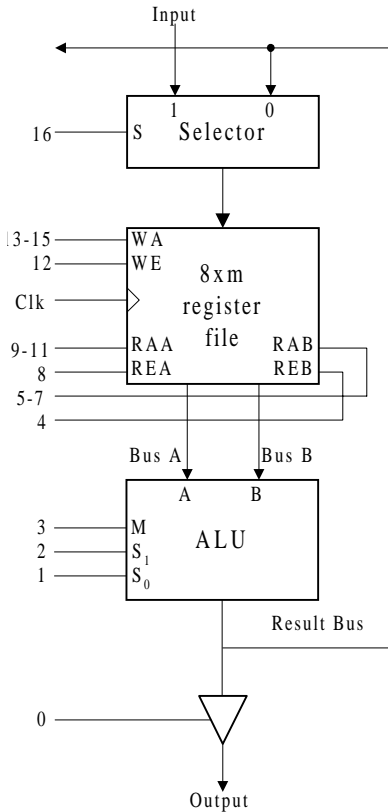 Input
1 0
16 S Selector
13-15 WA
12 WE 8xm
Clk register
file
9-11 RAA RAB
8 REA REB
5-7
4
Bus A Bus B
A B
3 M ALU
2 S1
1 S0
Result Bus
0
Output